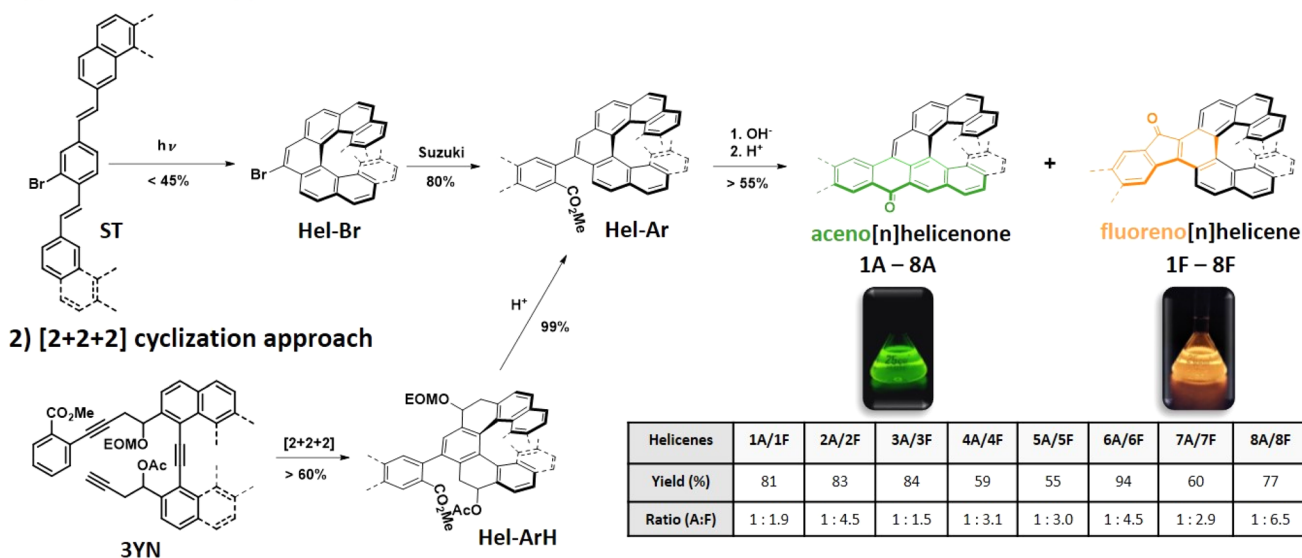 Br
ST
hν
< 45%
Br
Hel-Br
Suzuki
80%
CO2Me
Hel-Ar
1. OH-
2. H+
> 55%
O
aceno[n]helicenone
1A – 8A
+
O
fluoreno[n]helicene
1F – 8F
2) [2+2+2] cyclization approach
H+
99%
CO2Me
EOMO
OAc
3YN
[2+2+2]
> 60%
EOMO
CO2Me
AcO
Hel-ArH
Helicenes 1A/1F 2A/2F 3A/3F 4A/4F 5A/5F 6A/6F 7A/7F 8A/8F
Yield (%) 81 83 84 59 55 94 60 77
Ratio (A:F) 1 : 1.9 1 : 4.5 1 : 1.5 1 : 3.1 1 : 3.0 1 : 4.5 1 : 2.9 1 : 6.5